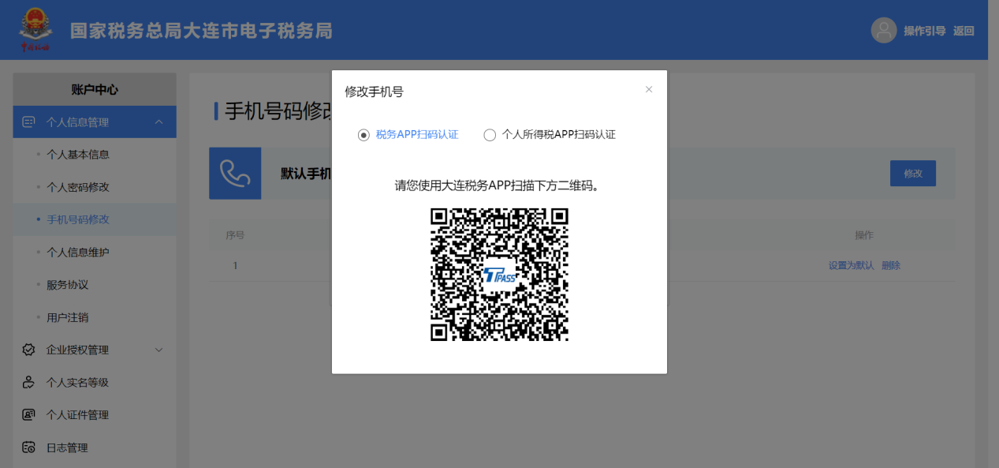 国家税务总局大连市电子税务局
操作引导 返回
账户中心
个人信息管理
个人基本信息
个人密码修改
手机号码修改
个人信息维护
服务协议
用户注销
企业授权管理
个人实名等级
个人证件管理
日志管理
手机号码修改
默认手机
修改
序号
操作
1
设置为默认 删除
修改手机号
税务APP扫码认证
个人所得税APP扫码认证
请您使用大连税务APP扫描下方二维码。
TPASS